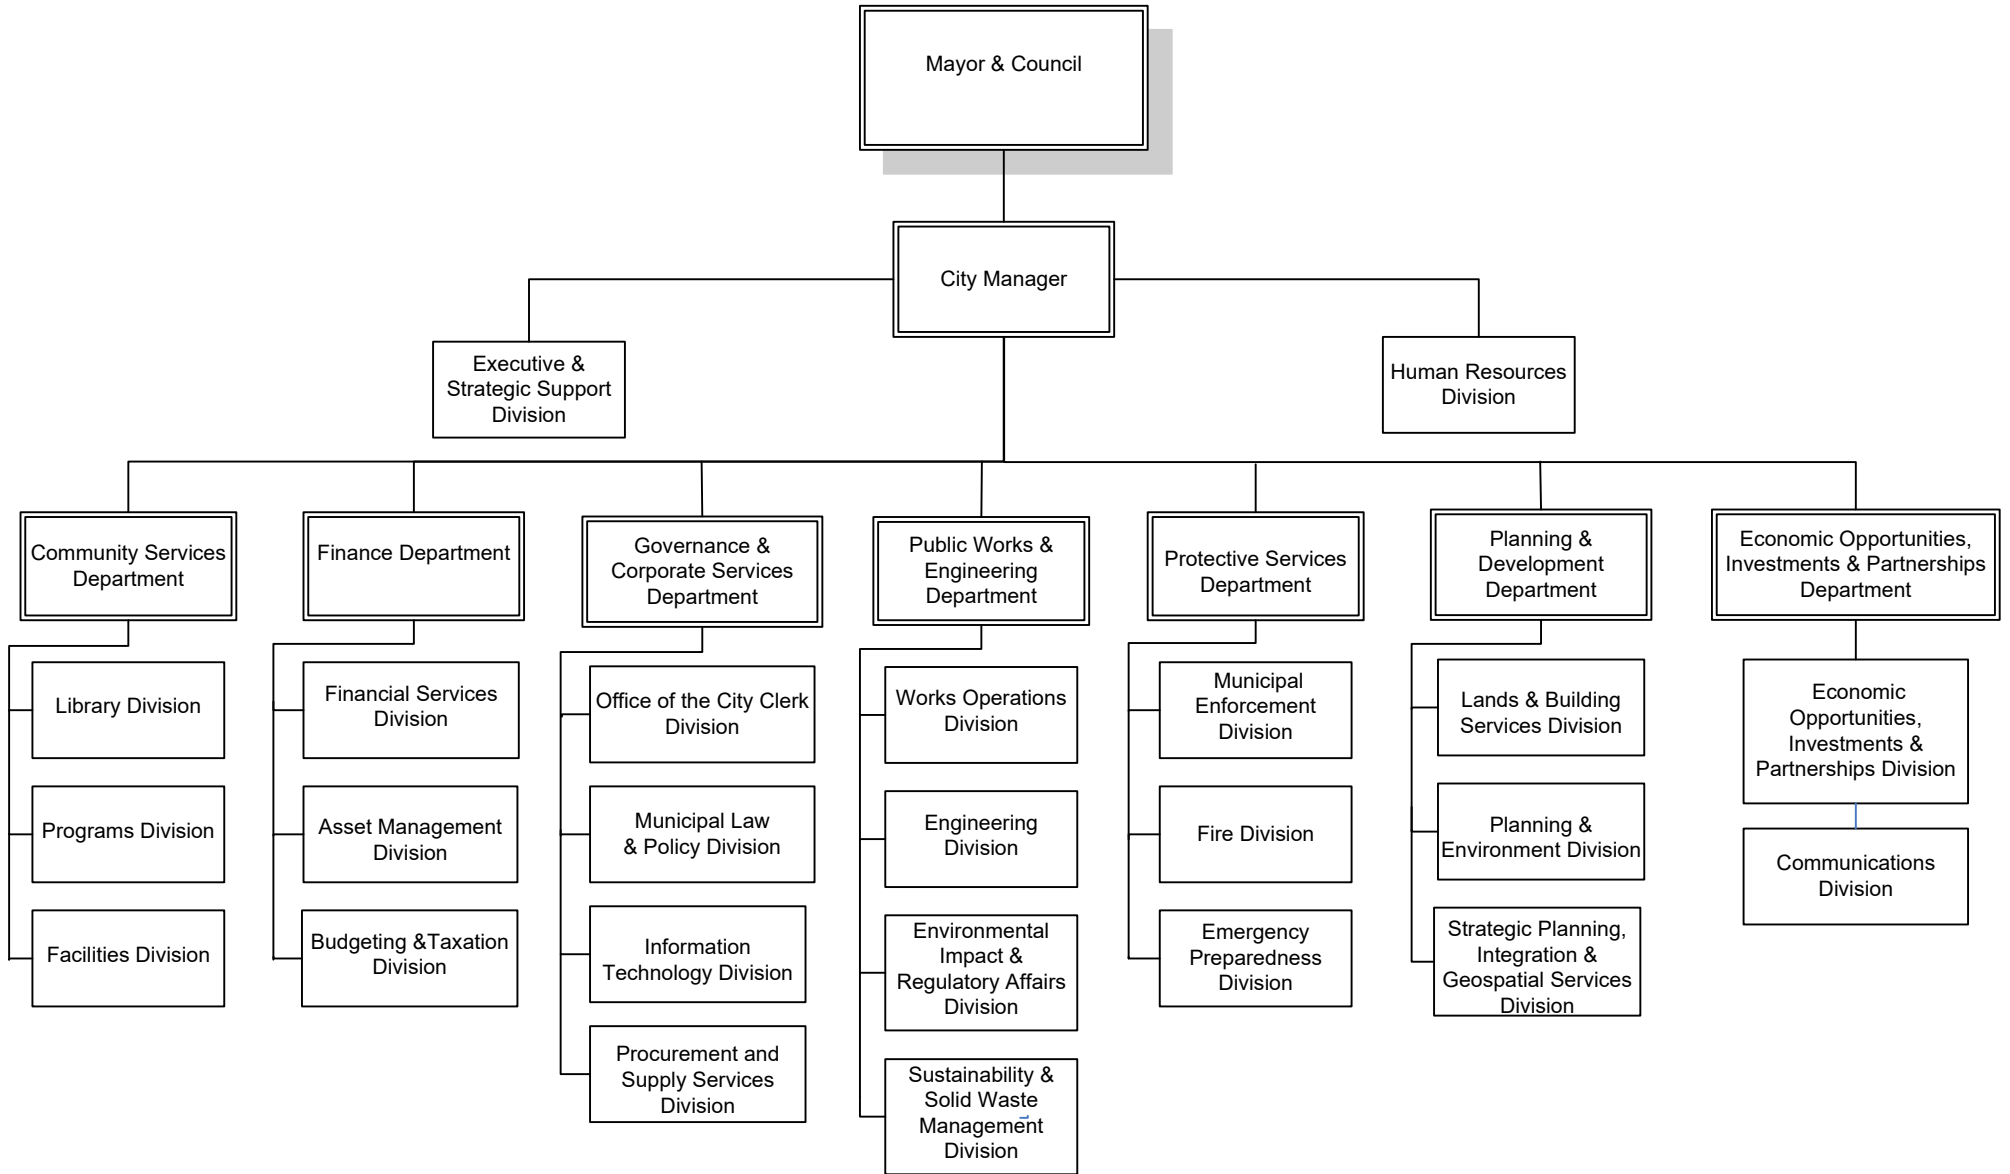 Mayor & Council
City Manager
Executive &
Strategic Support
Division
Human Resources
Division
Community Services
Department
Finance Department
Governance &
Corporate Services
Department
Public Works &
Engineering
Department
Protective Services
Department
Planning &
Development
Department
Economic Opportunities,
Investments & Partnerships
Department
Library Division
Programs Division
Facilities Division
Financial Services
Division
Asset Management
Division
Budgeting &Taxation
Division
Office of the City Clerk
Division
Municipal Law
& Policy Division
Information
Technology Division
Procurement and
Supply Services
Division
Works Operations
Division
Engineering
Division
Environmental
Impact &
Regulatory Affairs
Division
Sustainability &
Solid Waste
Management
Division
Municipal
Enforcement
Division
Fire Division
Emergency
Preparedness
Division
Lands & Building
Services Division
Planning &
Environment Division
Strategic Planning,
Integration &
Geospatial Services
Division
Economic
Opportunities,
Investments &
Partnerships Division
Communications
Division